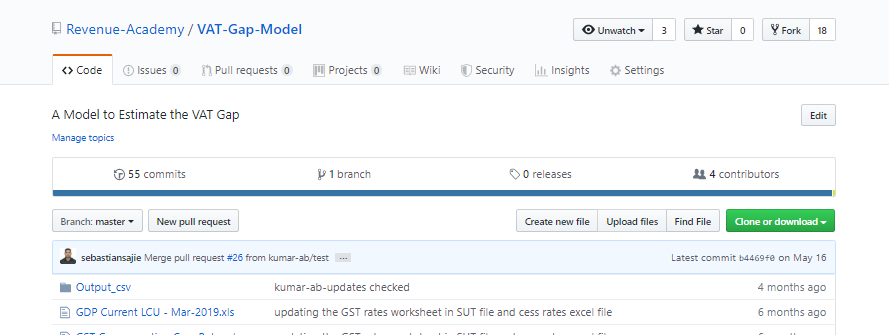 Revenue-Academy / VAT-Gap-Model
Unwatch 3 Star 0 Fork 18
Code Issues 0 Pull requests 0 Projects 0 Wiki Security Insights Settings
A Model to Estimate the VAT Gap Edit
Manage topics
55 commits 1 branch 0 releases 4 contributors
Branch: master New pull request Create new file Upload files Find File Clone or download
sebastiansajie Merge pull request #26 from kumar-ab/test ... Latest commit b4469f0 on May 16
Output_csv kumar-ab-updates checked 4 months ago
GDP Current LCU - Mar-2019.xls updating the GST rates worksheet in SUT file and cess rates excel file 6 months ago